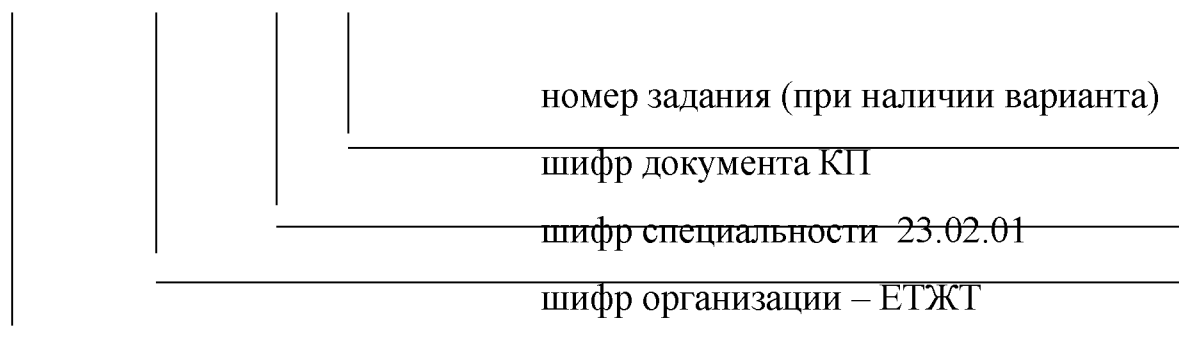 номер задания (при наличии варианта)
шифр документа КП
шифр специальности 23.02.01
шифр организации – ЕТЖТ